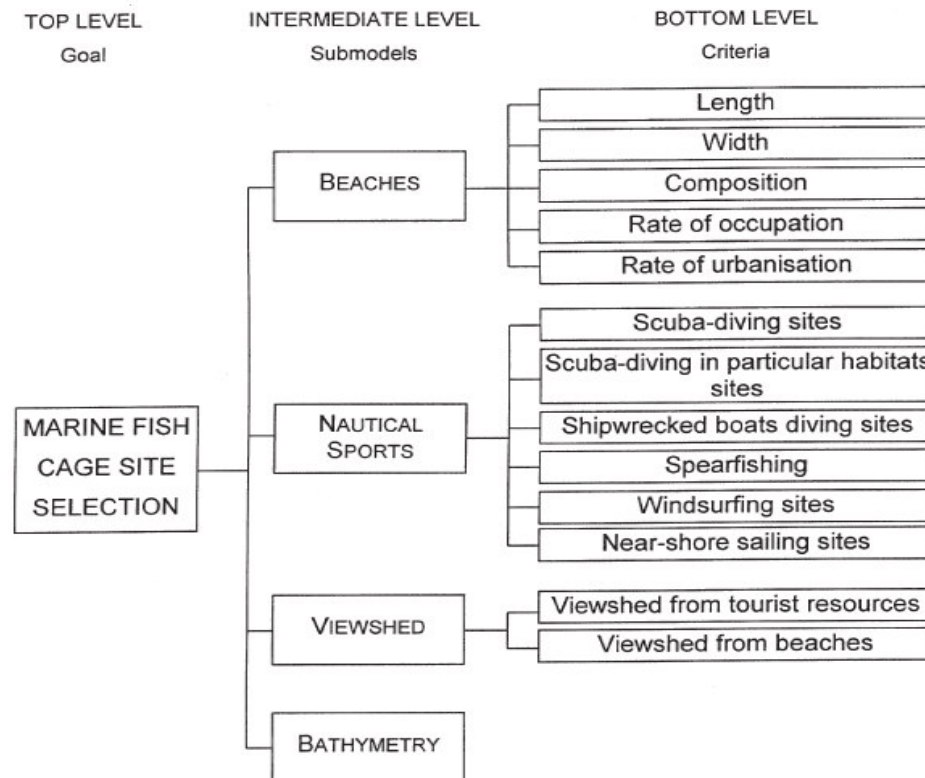 TOP LEVEL
Goal
INTERMEDIATE LEVEL
Submodels
BOTTOM LEVEL
Criteria
MARINE FISH
CAGE SITE
SELECTION
BEACHES
Length
Width
Composition
Rate of occupation
Rate of urbanisation
NAUTICAL
SPORTS
Scuba-diving sites
Scuba-diving in particular habitats
sites
Shipwrecked boats diving sites
Spearfishing
Windsurfing sites
Near-shore sailing sites
VIEWSHED
Viewshed from tourist resources
Viewshed from beaches
BATHYMETRY